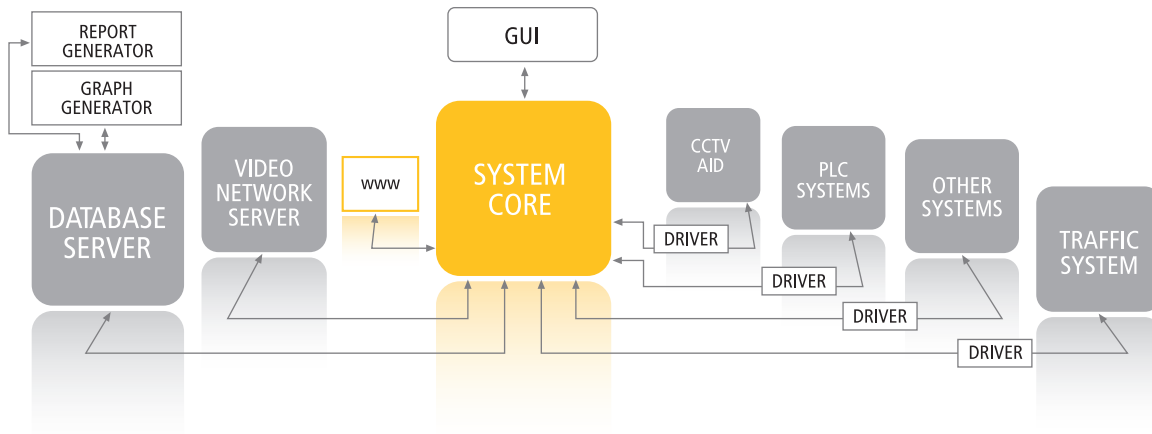 REPORT
GENERATOR
GRAPH
GENERATOR
DATABASE
SERVER
VIDEO
NETWORK
SERVER
www
GUI
SYSTEM
CORE
CCTV
AID
PLC
SYSTEMS
OTHER
SYSTEMS
TRAFFIC
SYSTEM
DRIVER
DRIVER
DRIVER
DRIVER